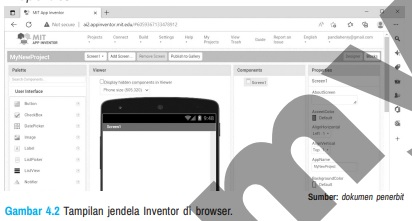 MIT App Inventor
Not secure | ai2.appinventor.mit.edu/#6059316713410912
MIT
APP INVENTOR
Projects Connect Build Settings Help My Projects View Trash Guide Report an Issue English
MyNewProject
Screen1 Add Screen ... Remove Screen Publish to Gallery
Designer Blocks
Palette
Viewer
Components
Properties
Search Components...
Display hidden components in Viewer
Screen1
Screen1
User Interface
Phone size (505,320)
AboutScreen
Button
9:48
CheckBox
Screen1
AccentColor
Default
DatePicker
AlignHorizontal
Left : 1
Image
AlignVertical
Top : 1
Label
AppName
MyNewProject
ListPicker
ListView
BackgroundColor
Default
Notifier
Sumber: dokumen penerbit
Gambar 4.2 Tampilan jendela Inventor di browser.